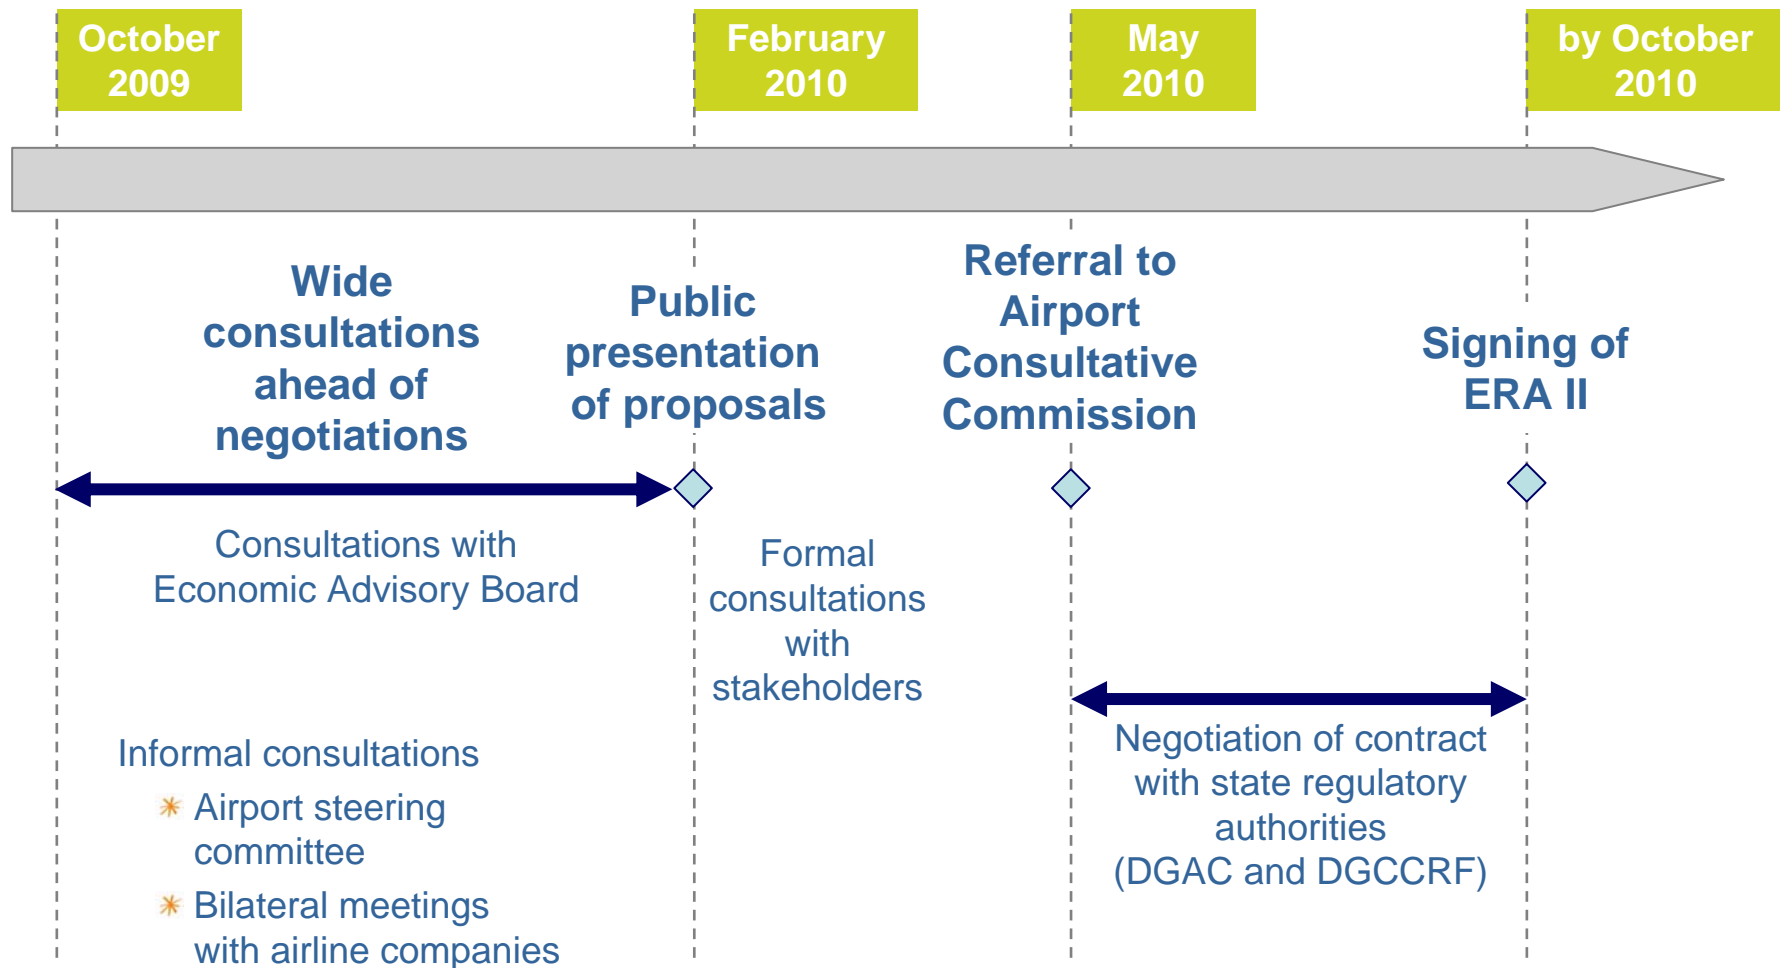 October
2009
February
2010
May
2010
by October
2010
Wide
consultations
ahead of
negotiations
Public
presentation
of proposals
Referral to
Airport
Consultative
Commission
Signing of
ERA II
Consultations with
Economic Advisory Board
Formal
consultations
with
stakeholders
Informal consultations
Airport steering
committee
Bilateral meetings
with airline companies
Negotiation of contract
with state regulatory
authorities
(DGAC and DGCCRF)